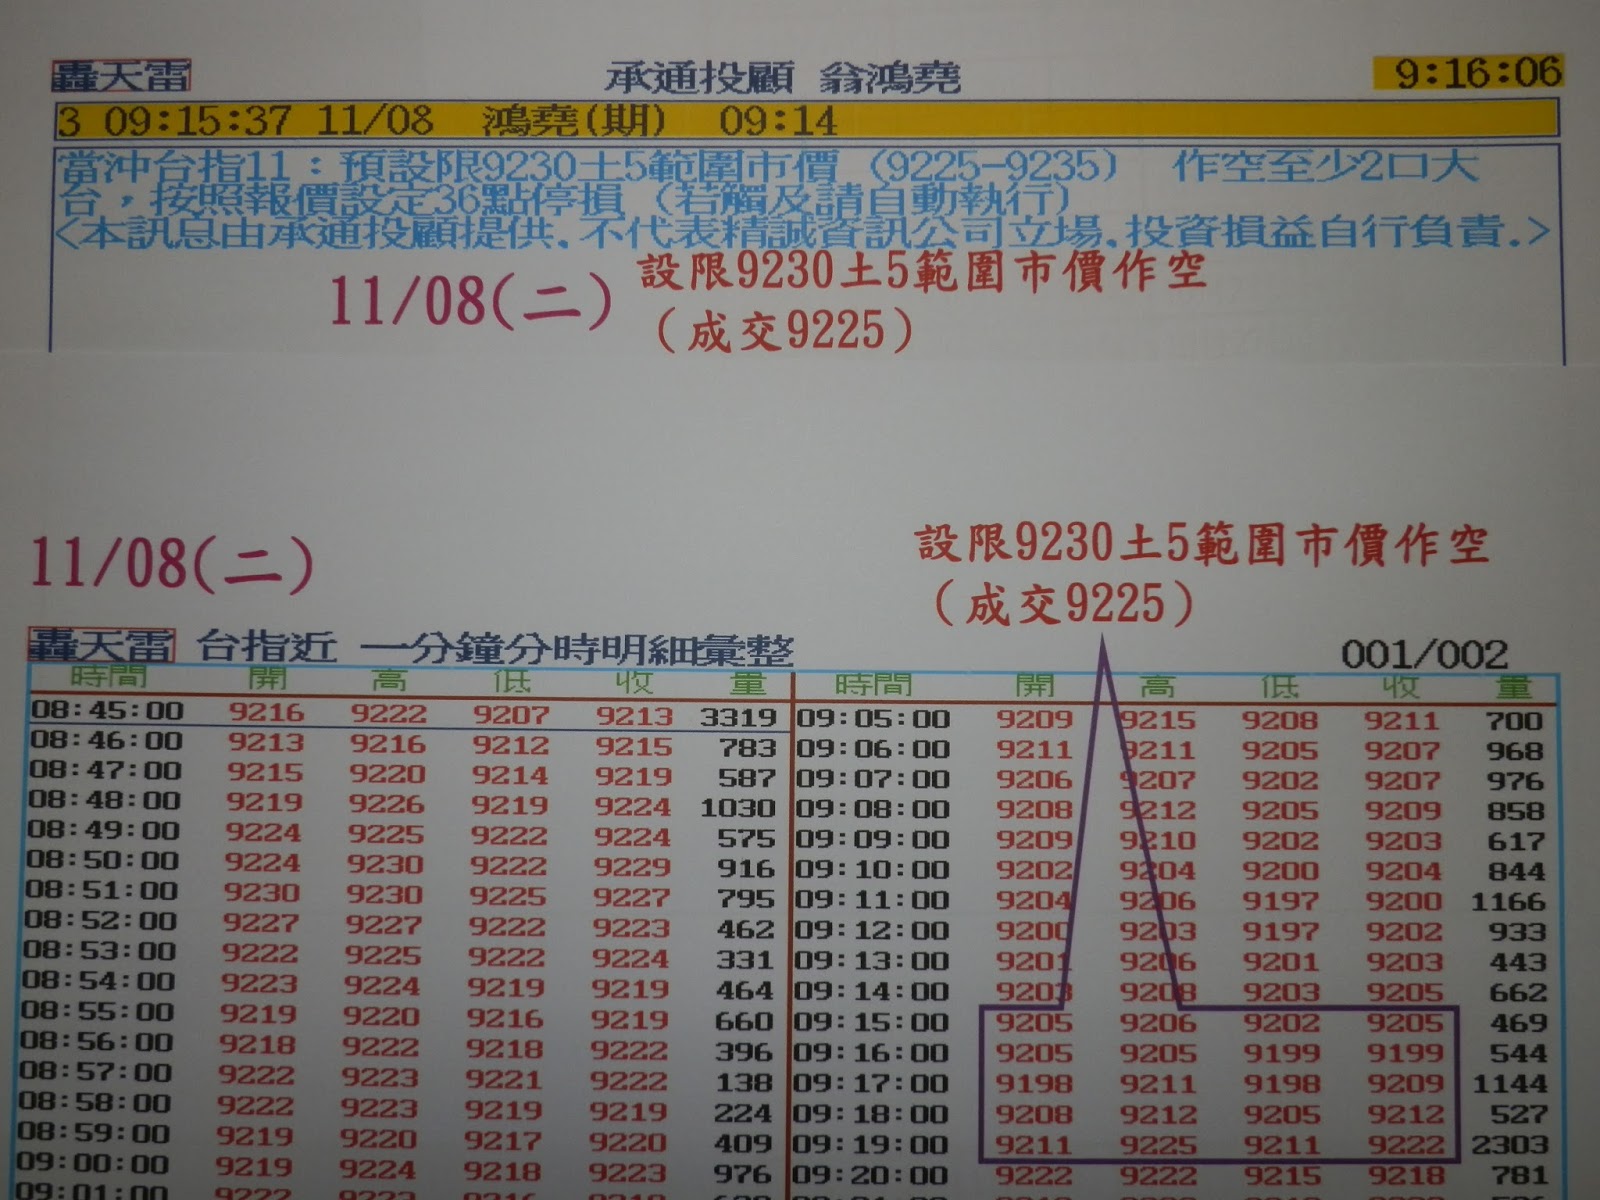 轟天雷 承通投顧 翁鴻堯 9:16:06
3 09:15:37 11/08 鴻堯(期) 09:14
當沖台指11：預設限9230土5範圍市價（9225-9235） 作空至少2口大
台，按照報價設定36點停損（若觸及請自動執行）
<本訊息由承通投顧提供.不代表精誠資訊公司立場.投資損益自行負責.>
11/08(二) 設限9230土5範圍市價作空
（成交9225）
11/08(二) 設限9230土5範圍市價作空
（成交9225）
轟天雷 台指近 一分鐘分時明細彙整 001/002
時間 開 高 低 收 量 時間 開 高 低 收 量
08:45:00 9216 9222 9207 9213 3319 09:05:00 9209 9215 9208 9211 700
08:46:00 9213 9216 9212 9215 783 09:06:00 9211 9211 9205 9207 968
08:47:00 9215 9220 9214 9219 587 09:07:00 9206 9207 9202 9207 976
08:48:00 9219 9226 9219 9224 1030 09:08:00 9208 9212 9205 9209 858
08:49:00 9224 9225 9222 9224 575 09:09:00 9209 9210 9202 9203 617
08:50:00 9224 9230 9222 9229 916 09:10:00 9202 9204 9200 9204 844
08:51:00 9230 9230 9225 9227 795 09:11:00 9204 9206 9197 9200 1166
08:52:00 9227 9227 9222 9223 462 09:12:00 9200 9203 9197 9202 933
08:53:00 9222 9225 9222 9224 331 09:13:00 9201 9206 9201 9203 443
08:54:00 9223 9224 9219 9219 464 09:14:00 9203 9208 9203 9205 662
08:55:00 9219 9220 9216 9219 660 09:15:00 9205 9206 9202 9205 469
08:56:00 9218 9222 9218 9222 396 09:16:00 9205 9205 9199 9199 544
08:57:00 9222 9223 9221 9222 138 09:17:00 9198 9211 9198 9209 1144
08:58:00 9222 9223 9219 9219 224 09:18:00 9208 9212 9205 9212 527
08:59:00 9219 9220 9217 9220 409 09:19:00 9211 9225 9211 9222 2303
09:00:00 9219 9224 9218 9223 976 09:20:00 9222 9222 9215 9218 781
09:01:00 9222 9223